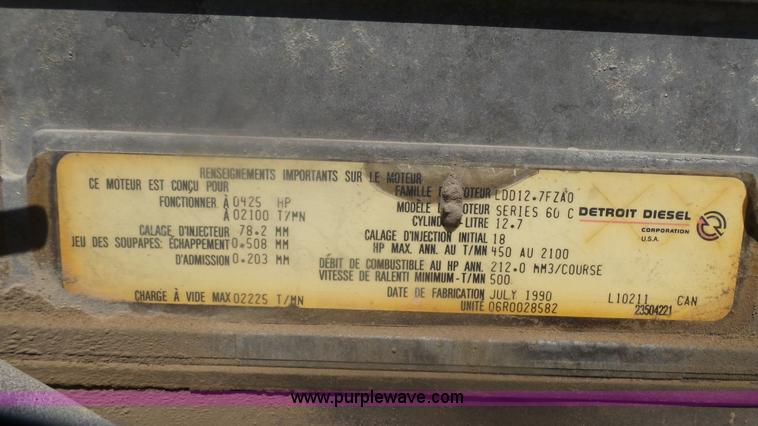 RENSEIGNEMENTS IMPORTANTS SUR LE MOTEUR
CE MOTEUR EST CONÇU POUR
FONCTIONNER À 0425 HP
À 02100 T/MN
CALAGE D'INJECTEUR 78.2 MM
JEU DES SOUPAPES: ÉCHAPPEMENT 0.508 MM
D'ADMISSION 0.203 MM
CHARGE À VIDE MAX 02225 T/MN
FAMILLE MOTEUR LDD12.7FZA0
MODÈLE MOTEUR SERIES 60 C
-LITRE 12.7
CALAGE D'INJECTION INITIAL 18
HP MAX. ANN. AU T/MN 450 AU 2100
DÉBIT DE COMBUSTIBLE AU HP ANN. 212.0 MM3/COURSE
VITESSE DE RALENTI MINIMUM-T/MN 500
DATE DE FABRICATION JULY 1990
UNITÉ 06R0028582
DETROIT DIESEL
CORPORATION
U.S.A.
L10211 CAN
23504221
www.purplewave.com